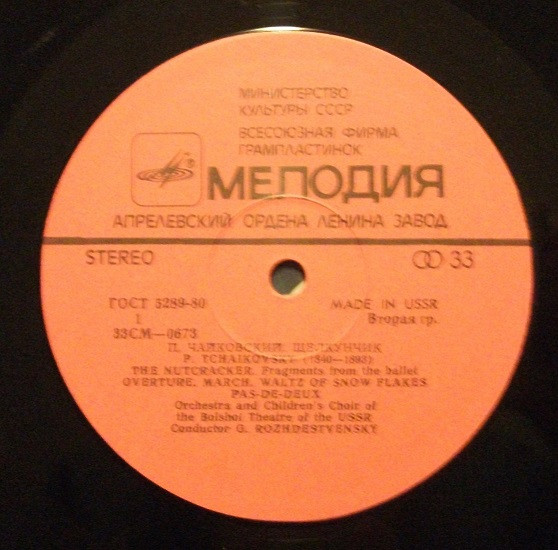 МИНИСТЕРСТВО
КУЛЬТУРЫ СССР
ВСЕСОЮЗНАЯ ФИРМА
ГРАМПЛАСТИНОК
®
МЕЛОДИЯ
АПРЕЛЕВСКИЙ ОРДЕНА ЛЕНИНА ЗАВОД
STEREO 33
ГОСТ 5289-80 MADE IN USSR
1 Вторая гр.
33СМ—0673
П. ЧАЙКОВСКИЙ. ЩЕЛКУНЧИК
P. TCHAIKOVSKY (1840—1893)
THE NUTCRACKER. Fragments from the ballet
OVERTURE. MARCH. WALTZ OF SNOW FLAKES
PAS-DE-DEUX
Orchestra and Children's Choir of
the Bolshoi Theatre of the USSR
Conductor G. ROZHDESTVENSKY